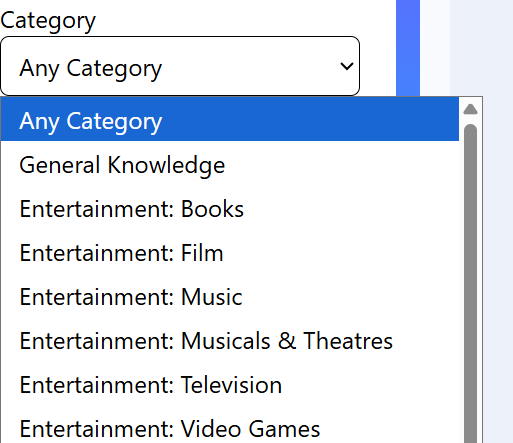 Category
Any Category
Any Category
General Knowledge
Entertainment: Books
Entertainment: Film
Entertainment: Music
Entertainment: Musicals & Theatres
Entertainment: Television
Entertainment: Video Games